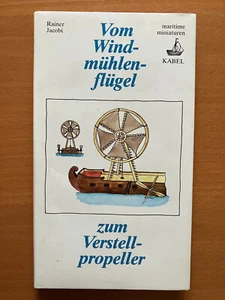 Rainer
Jacobi
Vom
Wind-
mühlen-
flügel
maritime
miniaturen
KABEL
zum
Verstell-
propeller